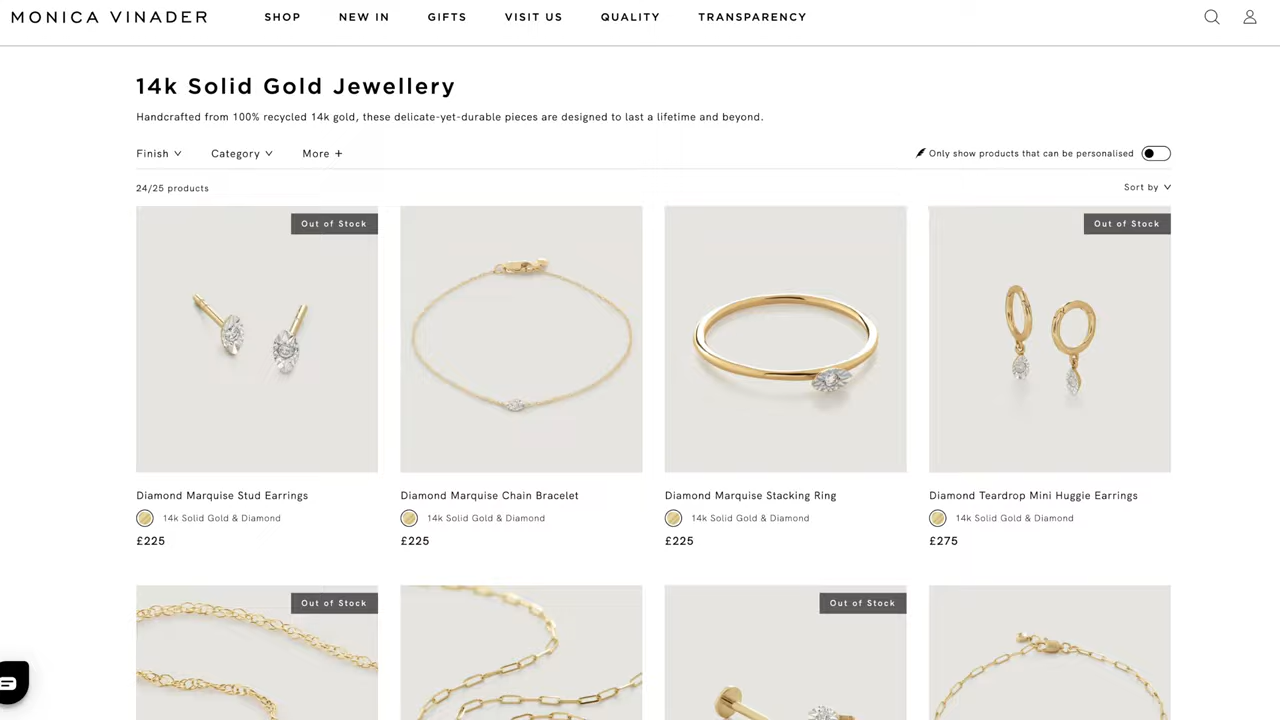 MONICA VINADER
SHOP NEW IN GIFTS VISIT US QUALITY TRANSPARENCY
14k Solid Gold Jewellery
Handcrafted from 100% recycled 14k gold, these delicate-yet-durable pieces are designed to last a lifetime and beyond.
Finish Category More +
Only show products that can be personalised
24/25 products
Sort by
Out of Stock
Out of Stock
Diamond Marquise Stud Earrings
14k Solid Gold & Diamond
£225
Diamond Marquise Chain Bracelet
14k Solid Gold & Diamond
£225
Diamond Marquise Stacking Ring
14k Solid Gold & Diamond
£225
Diamond Teardrop Mini Huggie Earrings
14k Solid Gold & Diamond
£275
Out of Stock
Out of Stock